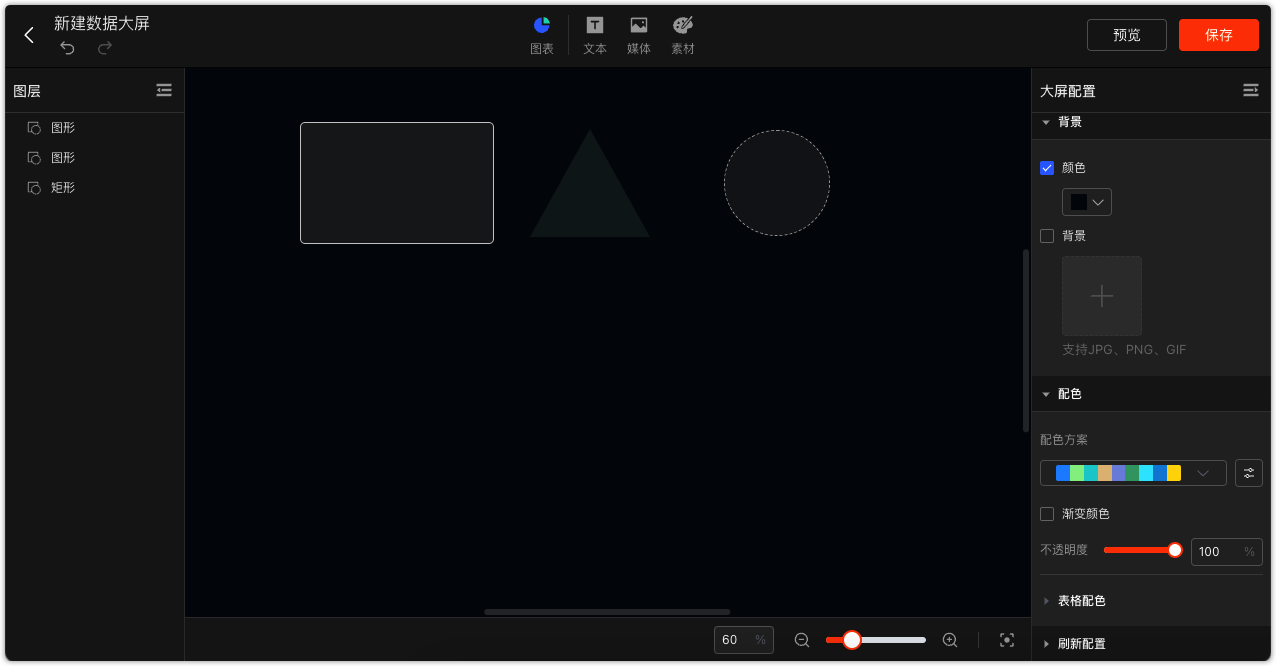 新建数据大屏
图表
文本
媒体
素材
预览
保存
图层
图形
图形
矩形
大屏配置
背景
颜色
背景
支持JPG、PNG、GIF
配色
配色方案
渐变颜色
不透明度
100 %
表格配色
刷新配置
60 %